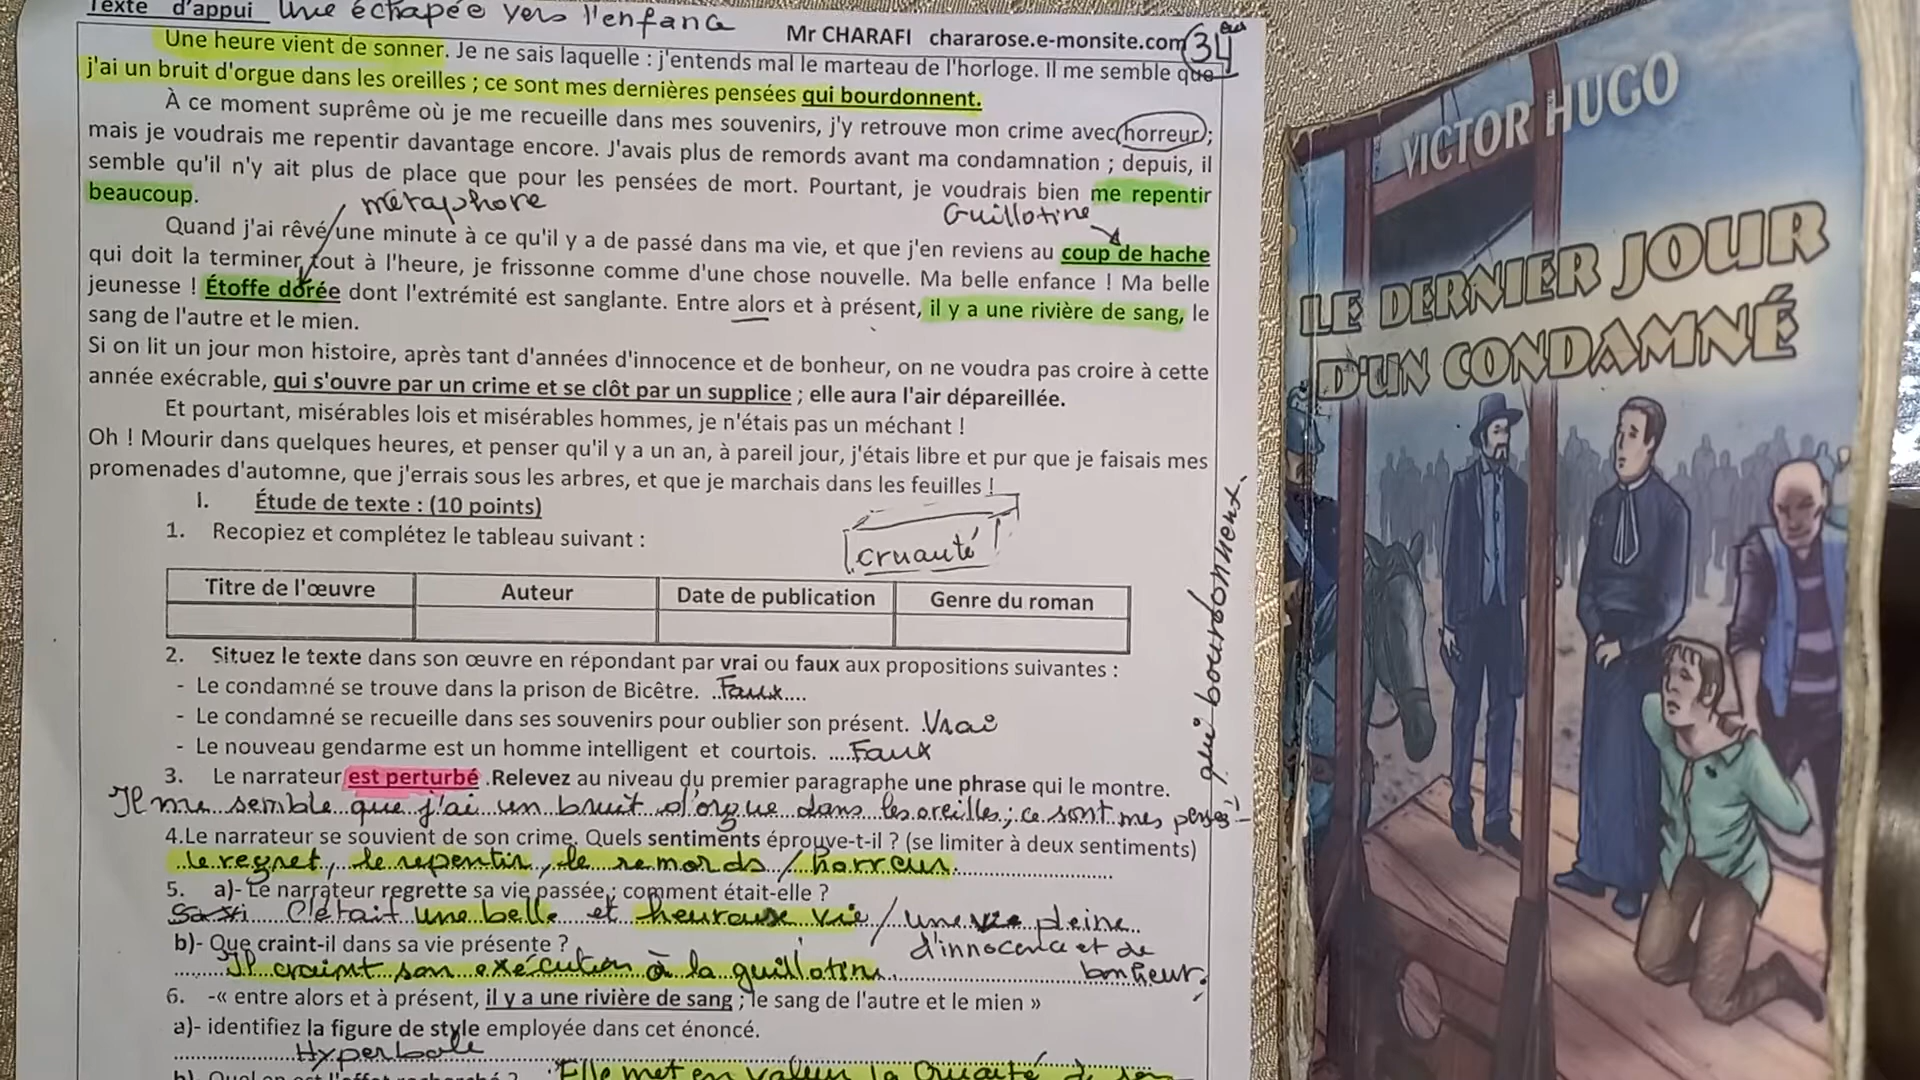 Texte d'appui Une échapée vers l'enfance
Mr CHARAFI chararose.e-monsite.com 34
Une heure vient de sonner. Je ne sais laquelle : j'entends mal le marteau de l'horloge. Il me semble que
j'ai un bruit d'orgue dans les oreilles ; ce sont mes dernières pensées qui bourdonnent.
À ce moment suprême où je me recueille dans mes souvenirs, j'y retrouve mon crime avec horreur ;
mais je voudrais me repentir davantage encore. J'avais plus de remords avant ma condamnation ; depuis, il
semble qu'il n'y ait plus de place que pour les pensées de mort. Pourtant, je voudrais bien me repentir
beaucoup.
métaphore
Guillotine
Quand j'ai rêvé une minute à ce qu'il y a de passé dans ma vie, et que j'en reviens au coup de hache
qui doit la terminer tout à l'heure, je frissonne comme d'une chose nouvelle. Ma belle enfance ! Ma belle
jeunesse ! Étoffe dorée dont l'extrémité est sanglante. Entre alors et à présent, il y a une rivière de sang, le
sang de l'autre et le mien.
Si on lit un jour mon histoire, après tant d'années d'innocence et de bonheur, on ne voudra pas croire à cette
année exécrable, qui s'ouvre par un crime et se clôt par un supplice ; elle aura l'air dépareillée.
Et pourtant, misérables lois et misérables hommes, je n'étais pas un méchant !
Oh ! Mourir dans quelques heures, et penser qu'il y a un an, à pareil jour, j'étais libre et pur que je faisais mes
promenades d'automne, que j'errais sous les arbres, et que je marchais dans les feuilles !
I. Étude de texte : (10 points)
1. Recopiez et complétez le tableau suivant :
cruauté
Titre de l'œuvre Auteur Date de publication Genre du roman
2. Situez le texte dans son œuvre en répondant par vrai ou faux aux propositions suivantes :
- Le condamné se trouve dans la prison de Bicêtre. ..Faux....
- Le condamné se recueille dans ses souvenirs pour oublier son présent. Vrai
- Le nouveau gendarme est un homme intelligent et courtois. ....Faux
3. Le narrateur est perturbé .Relevez au niveau du premier paragraphe une phrase qui le montre.
Il me semble que j'ai un bruit d'orgue dans les oreilles ; ce sont mes
qui bourdonnent.
4.Le narrateur se souvient de son crime. Quels sentiments éprouve-t-il ? (se limiter à deux sentiments)
le regret, le repentir, le remords / horreur.
5. a)- Le narrateur regrette sa vie passée ; comment était-elle ?
C'était une belle et heureuse vie / une vie pleine
d'innocence et de
bonheur.
b)- Que craint-il dans sa vie présente ?
Il craint son exécution à la guillotine
6. -« entre alors et à présent, il y a une rivière de sang ; le sang de l'autre et le mien »
a)- identifiez la figure de style employée dans cet énoncé.
Hyperbole
b)- Quel en est l'effet recherché ? Elle met en valeur la
VICTOR HUGO
LE DERNIER JOUR
D'UN CONDAMNÉ